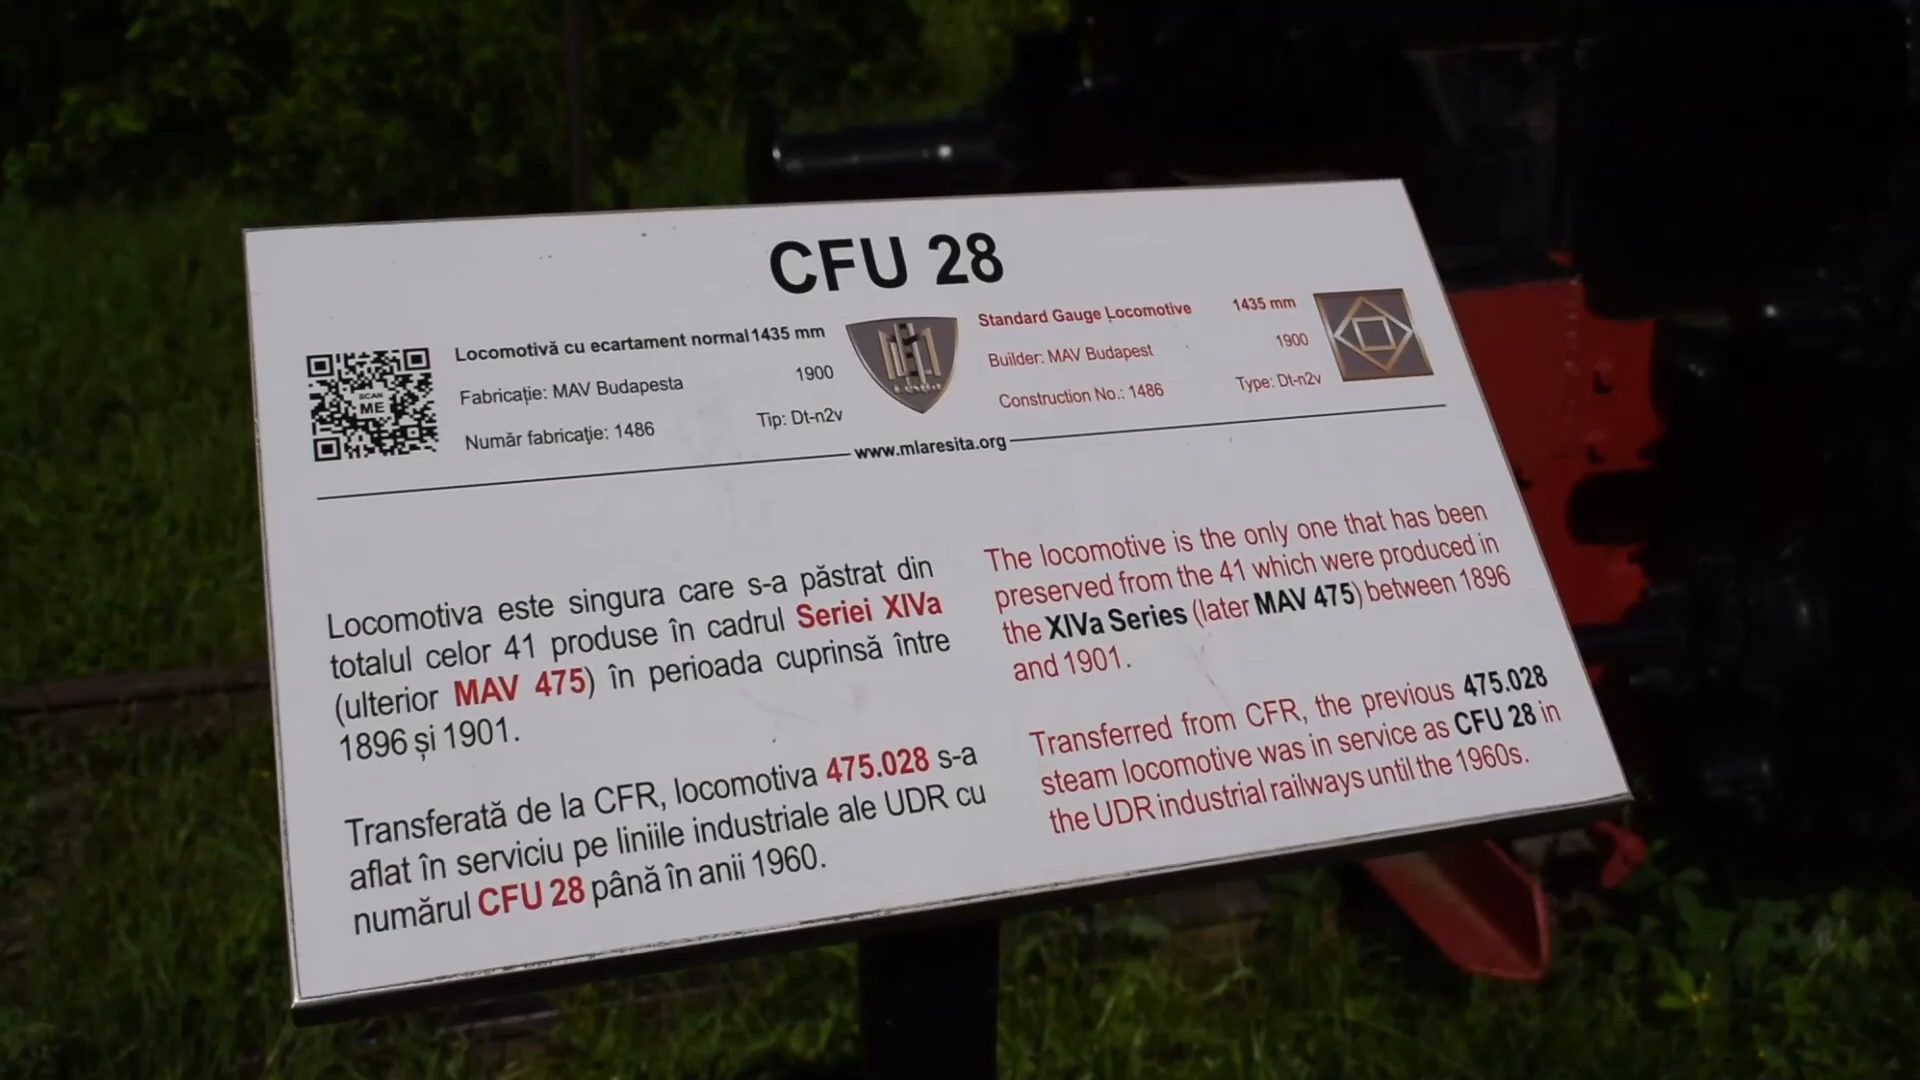 CFU 28
SCAN
ME
Locomotivă cu ecartament normal 1435 mm
Fabricație: MAV Budapesta 1900
Număr fabricaţie: 1486 Tip: Dt-n2v
Standard Gauge Locomotive 1435 mm
Builder: MAV Budapest 1900
Construction No.: 1486 Type: Dt-n2v
www.mlaresita.org
Locomotiva este singura care s-a păstrat din
totalul celor 41 produse în cadrul Seriei XIVa
(ulterior MAV 475) în perioada cuprinsă între
1896 și 1901.
Transferată de la CFR, locomotiva 475.028 s-a
aflat în serviciu pe liniile industriale ale UDR cu
numărul CFU 28 până în anii 1960.
The locomotive is the only one that has been
preserved from the 41 which were produced in
the XIVa Series (later MAV 475) between 1896
and 1901.
Transferred from CFR, the previous 475.028
steam locomotive was in service as CFU 28 in
the UDR industrial railways until the 1960s.